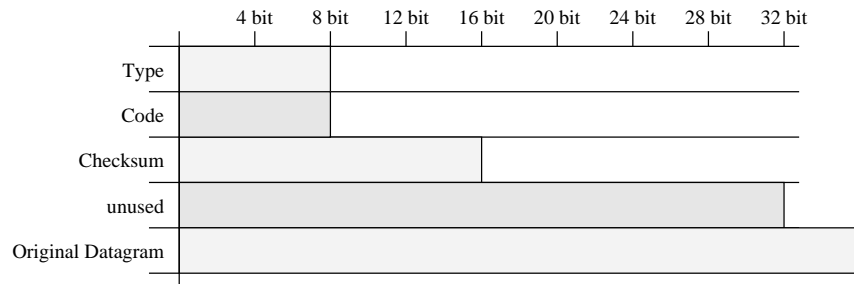 4 bit 8 bit 12 bit 16 bit 20 bit 24 bit 28 bit 32 bit
Type
Code
Checksum
unused
Original Datagram